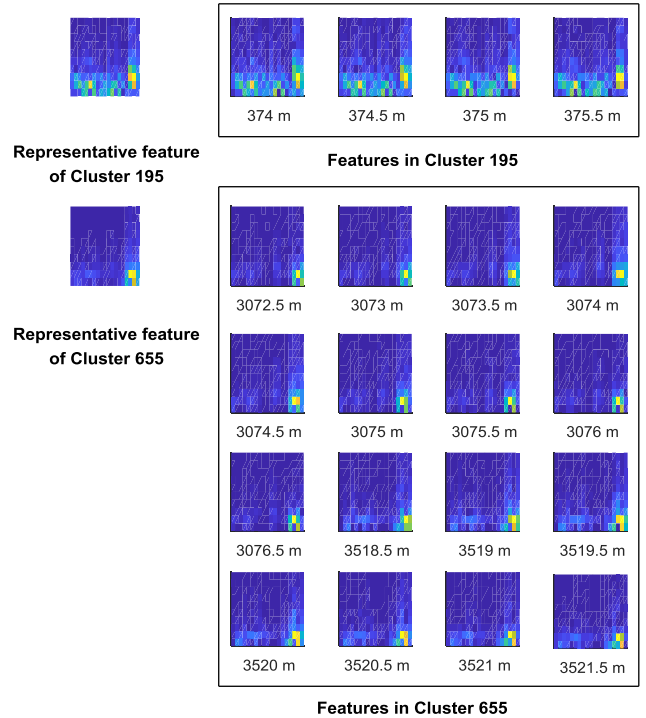 374 m 374.5 m 375 m 375.5 m
Representative feature
of Cluster 195
Features in Cluster 195
3072.5 m 3073 m 3073.5 m 3074 m
Representative feature
of Cluster 655
3074.5 m 3075 m 3075.5 m 3076 m
3076.5 m 3518.5 m 3519 m 3519.5 m
3520 m 3520.5 m 3521 m 3521.5 m
Features in Cluster 655